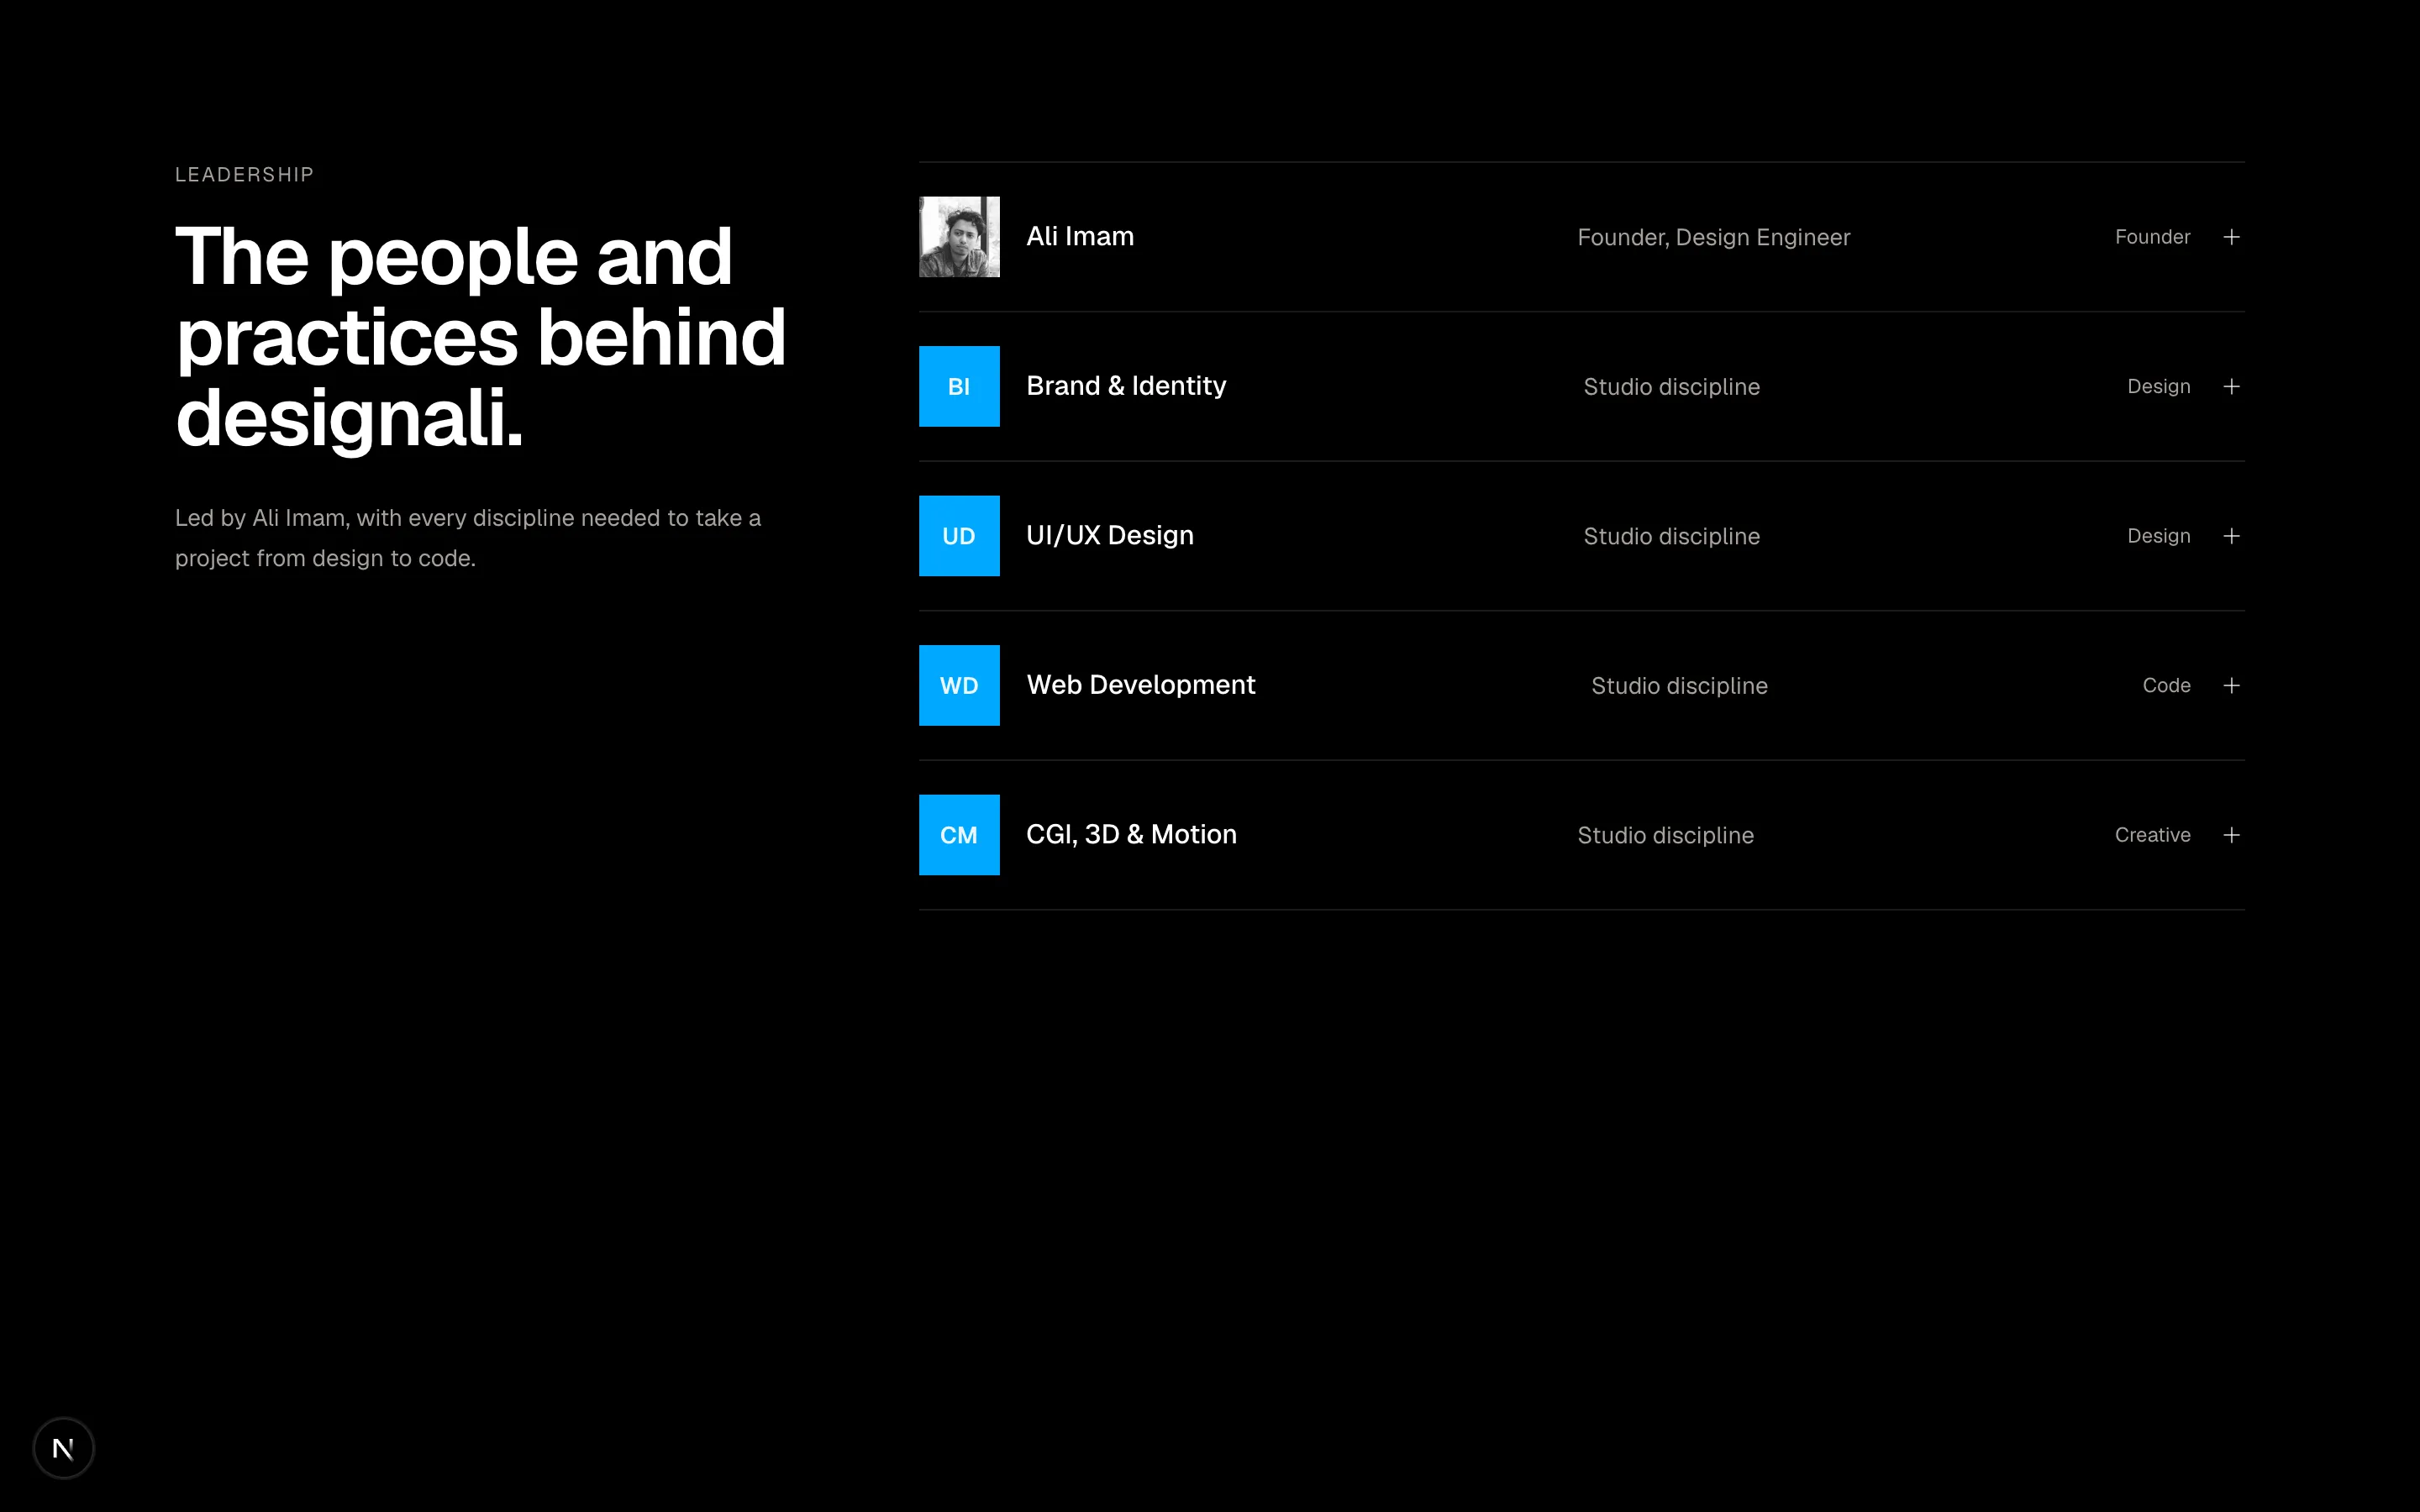 LEADERSHIP
The people and
practices behind
designali.
Led by Ali Imam, with every discipline needed to take a
project from design to code.
Ali Imam Founder, Design Engineer Founder +
BI Brand & Identity Studio discipline Design +
UD UI/UX Design Studio discipline Design +
WD Web Development Studio discipline Code +
CM CGI, 3D & Motion Studio discipline Creative +
N